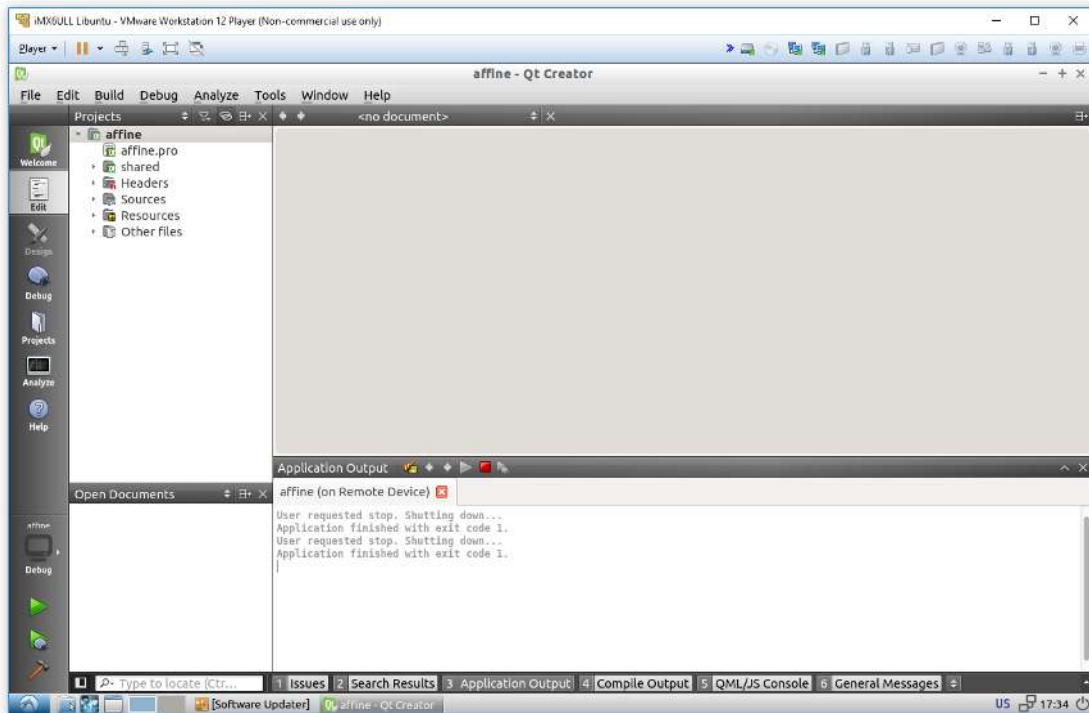 iMX6ULL Libuntu - VMware Workstation 12 Player (Non-commercial use only)
Player
affine - Qt Creator
File Edit Build Debug Analyze Tools Window Help
Projects
<no document>
affine
affine.pro
shared
Headers
Sources
Resources
Other files
Qt
Welcome
Edit
Design
Debug
Projects
Analyze
Help
Application Output
Open Documents
affine (on Remote Device)
User requested stop. Shutting down...
Application finished with exit code 1.
User requested stop. Shutting down...
Application finished with exit code 1.
affine
Debug
Type to locate (Ctr...
1 Issues 2 Search Results 3 Application Output 4 Compile Output 5 QML/JS Console 6 General Messages
[Software Updater] affine - Qt Creator US 17:34